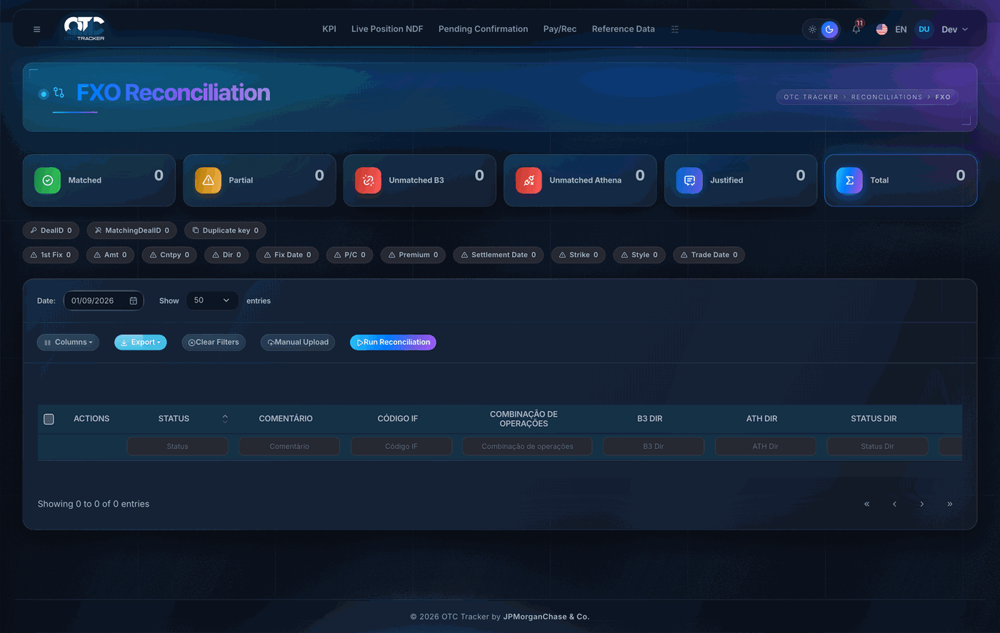 OTC
OTC TRACKER
KPI
Live Position NDF
Pending Confirmation
Pay/Rec
Reference Data
11
EN
DU
Dev
FXO Reconciliation
OTC TRACKER › RECONCILIATIONS › FXO
Matched 0
Partial 0
Unmatched B3 0
Unmatched Athena 0
Justified 0
Total 0
DealID 0
MatchingDealID 0
Duplicate key 0
1st Fix 0
Amt 0
Cntpy 0
Dir 0
Fix Date 0
P/C 0
Premium 0
Settlement Date 0
Strike 0
Style 0
Trade Date 0
Date: 01/09/2026 Show 50 entries
Columns
Export
Clear Filters
Manual Upload
Run Reconciliation
ACTIONS
STATUS
COMENTÁRIO
CÓDIGO IF
COMBINAÇÃO DE
OPERAÇÕES
B3 DIR
ATH DIR
STATUS DIR
Status
Comentário
Código IF
Combinação de operações
B3 Dir
ATH Dir
Status Dir
Showing 0 to 0 of 0 entries
« ‹ › »
© 2026 OTC Tracker by JPMorganChase & Co.